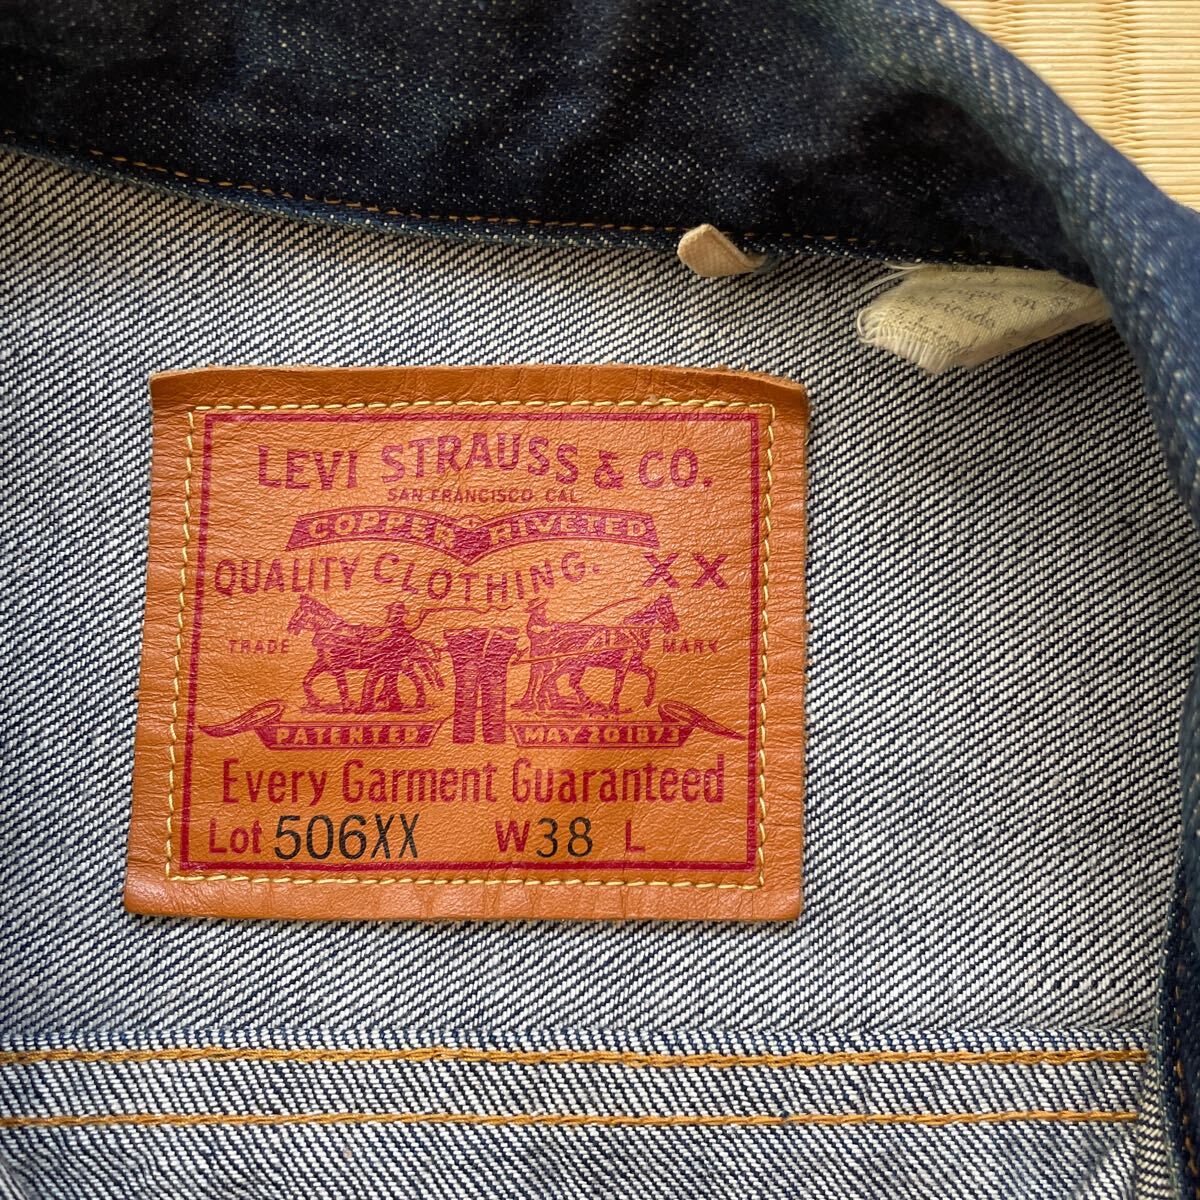 LEVI STRAUSS & CO.
SAN FRANCISCO CAL
COPPER RIVETED
QUALITY CLOTHING. XX
TRADE MARK
PATENTED MAY 20 1873
Every Garment Guaranteed
Lot 506XX W38 L
en